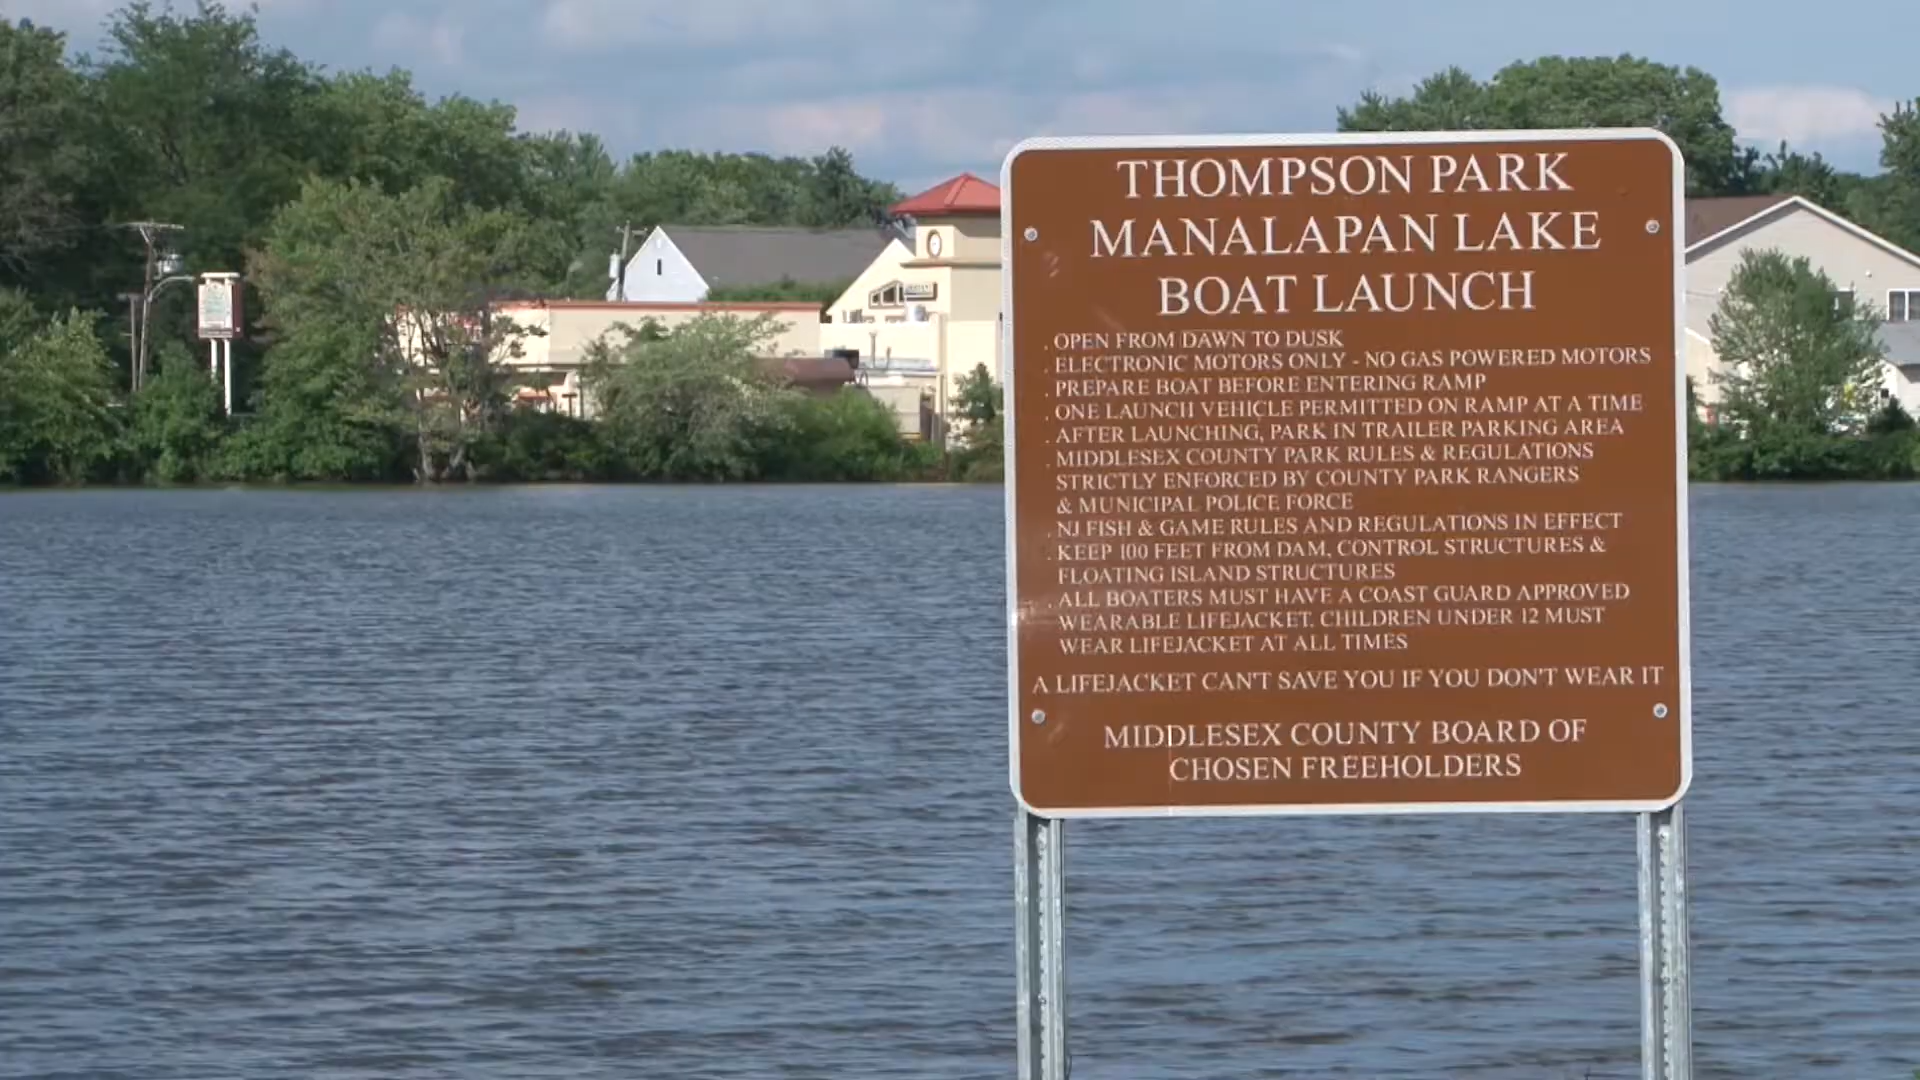 THOMPSON PARK
MANALAPAN LAKE
BOAT LAUNCH
. OPEN FROM DAWN TO DUSK
. ELECTRONIC MOTORS ONLY - NO GAS POWERED MOTORS
. PREPARE BOAT BEFORE ENTERING RAMP
. ONE LAUNCH VEHICLE PERMITTED ON RAMP AT A TIME
. AFTER LAUNCHING, PARK IN TRAILER PARKING AREA
. MIDDLESEX COUNTY PARK RULES & REGULATIONS
STRICTLY ENFORCED BY COUNTY PARK RANGERS
& MUNICIPAL POLICE FORCE
. NJ FISH & GAME RULES AND REGULATIONS IN EFFECT
. KEEP 100 FEET FROM DAM, CONTROL STRUCTURES &
FLOATING ISLAND STRUCTURES
. ALL BOATERS MUST HAVE A COAST GUARD APPROVED
WEARABLE LIFEJACKET. CHILDREN UNDER 12 MUST
WEAR LIFEJACKET AT ALL TIMES
A LIFEJACKET CAN'T SAVE YOU IF YOU DON'T WEAR IT
MIDDLESEX COUNTY BOARD OF
CHOSEN FREEHOLDERS